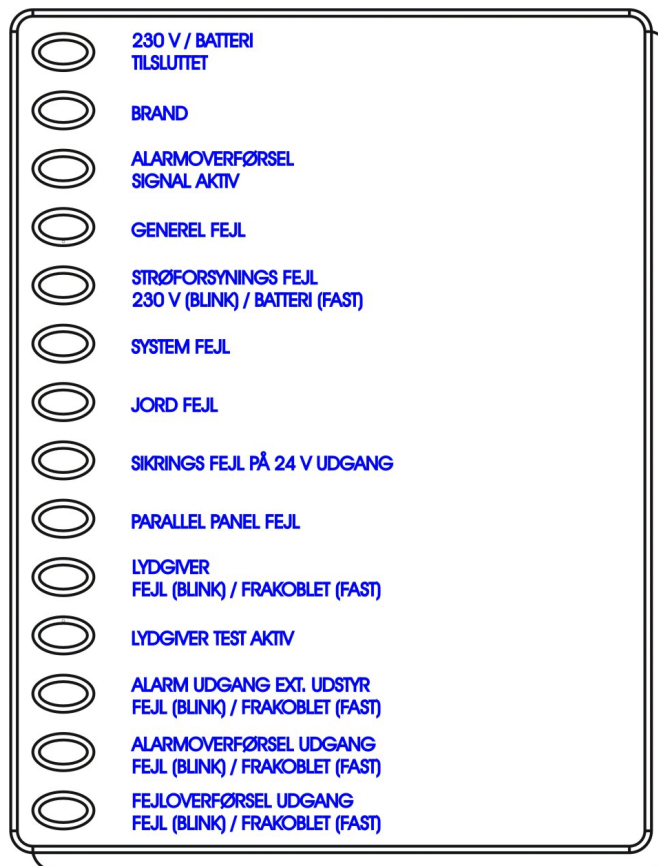 230 V / BATTERI
TILSLUTTET
BRAND
ALARMOVERFØRSEL
SIGNAL AKTIV
GENEREL FEJL
STRØFORSYNINGS FEJL
230 V (BLINK) / BATTERI (FAST)
SYSTEM FEJL
JORD FEJL
SIKRINGS FEJL PÅ 24 V UDGANG
PARALLEL PANEL FEJL
LYDGIVER
FEJL (BLINK) / FRAKOBLET (FAST)
LYDGIVER TEST AKTIV
ALARM UDGANG EXT. UDSTYR
FEJL (BLINK) / FRAKOBLET (FAST)
ALARMOVERFØRSEL UDGANG
FEJL (BLINK) / FRAKOBLET (FAST)
FEJLOVERFØRSEL UDGANG
FEJL (BLINK) / FRAKOBLET (FAST)